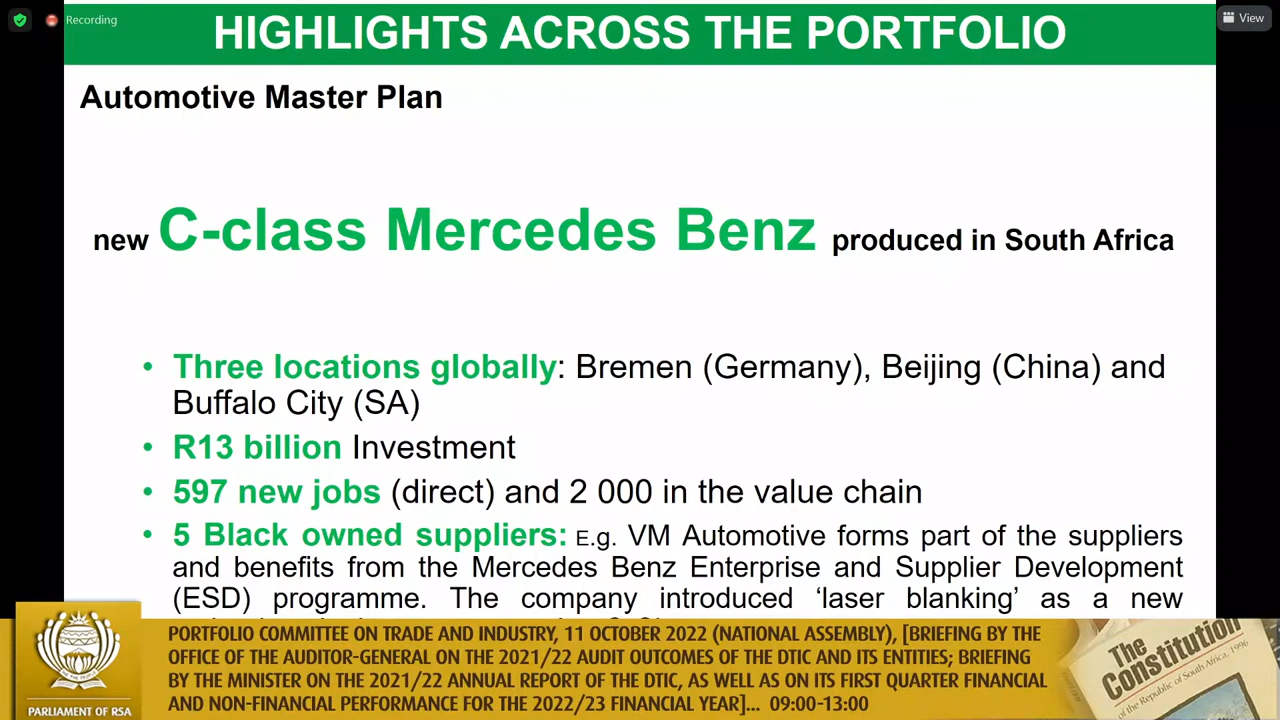 Recording
View
HIGHLIGHTS ACROSS THE PORTFOLIO
Automotive Master Plan
new C-class Mercedes Benz produced in South Africa
• Three locations globally: Bremen (Germany), Beijing (China) and
Buffalo City (SA)
• R13 billion Investment
• 597 new jobs (direct) and 2 000 in the value chain
• 5 Black owned suppliers: E.g. VM Automotive forms part of the suppliers
and benefits from the Mercedes Benz Enterprise and Supplier Development
(ESD) programme. The company introduced ‘laser blanking’ as a new
PORTFOLIO COMMITTEE ON TRADE AND INDUSTRY, 11 OCTOBER 2022 (NATIONAL ASSEMBLY), [BRIEFING BY THE
OFFICE OF THE AUDITOR-GENERAL ON THE 2021/22 AUDIT OUTCOMES OF THE DTIC AND ITS ENTITIES; BRIEFING
BY THE MINISTER ON THE 2021/22 ANNUAL REPORT OF THE DTIC, AS WELL AS ON ITS FIRST QUARTER FINANCIAL
AND NON-FINANCIAL PERFORMANCE FOR THE 2022/23 FINANCIAL YEAR]... 09:00-13:00
PARLIAMENT OF RSA
The
Constitution
of the Republic of South Africa, 1996